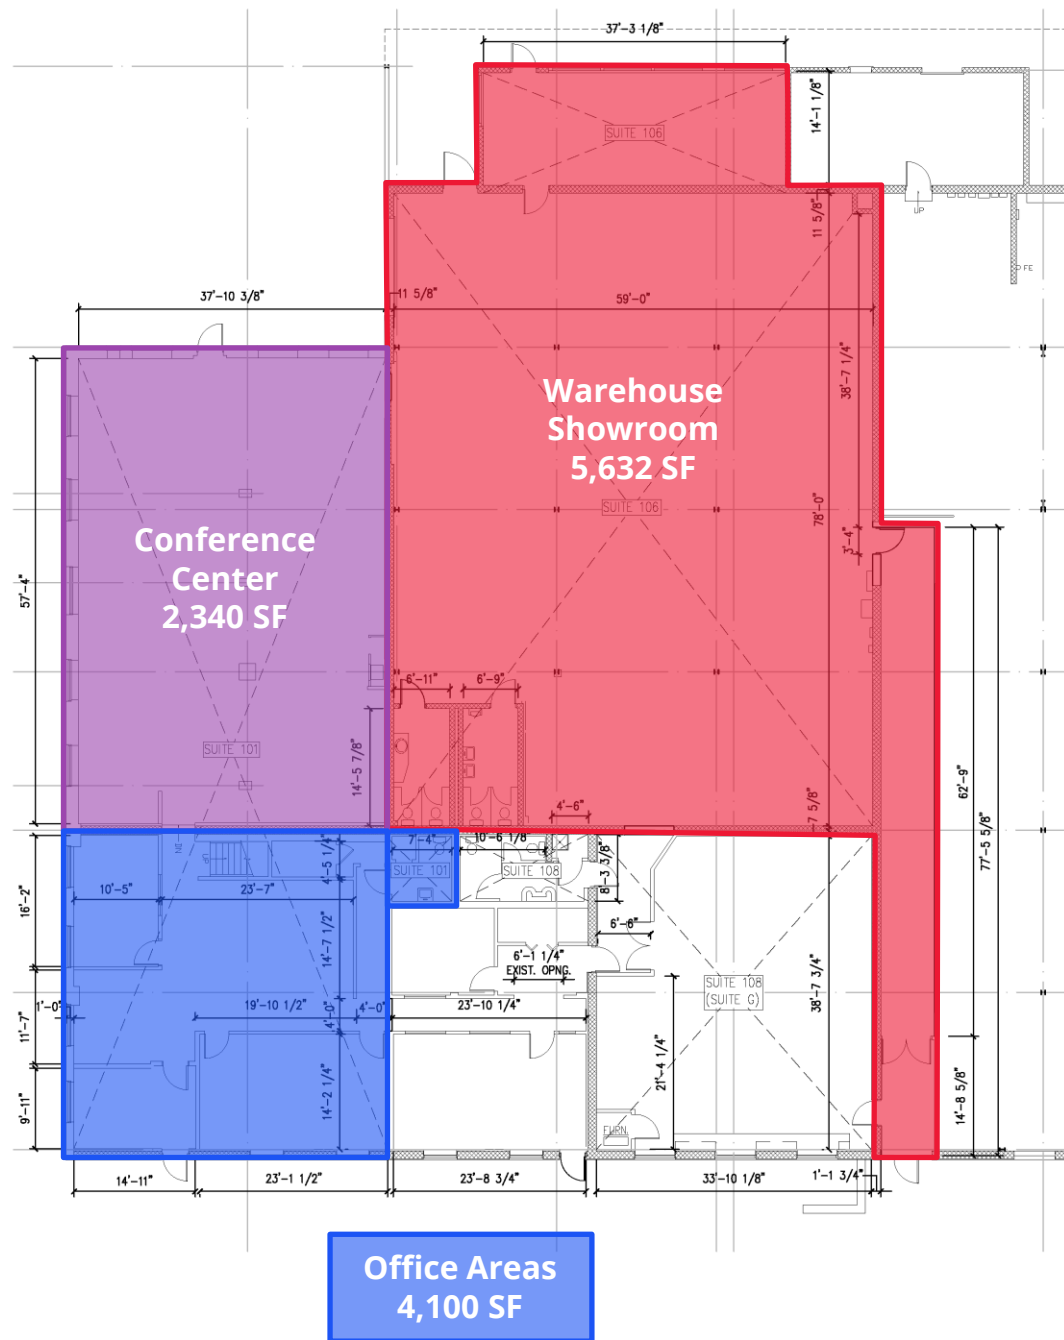 37'-3 1/8"
14'-1 1/8"
SUITE 106
UP
11 5/8"
FE
37'-10 3/8"
11 5/8"
59'-0"
38'-7 1/4"
Warehouse
Showroom
5,632 SF
SUITE 106
78'-0"
3'-4"
Conference
Center
2,340 SF
57'-4"
6'-11"
6'-9"
SUITE 101
14'-5 7/8"
62'-9"
77'-5 5/8"
4'-6"
7 5/8"
7'-4"
10'-6 1/8"
4'-5 1/4"
SUITE 101
SUITE 108
8'-3 3/8"
16'-2"
10'-5"
23'-7"
14'-7 1/2"
6'-6"
6'-1 1/4"
EXIST. OPNG.
SUITE 108
(SUITE G)
38'-7 3/4"
1'-0"
19'-10 1/2"
4'-0"
4'-0"
23'-10 1/4"
11'-7"
21'-4 1/4"
9'-11"
14'-2 1/4"
14'-8 5/8"
FURN.
14'-11"
23'-1 1/2"
23'-8 3/4"
33'-10 1/8"
1'-1 3/4"
Office Areas
4,100 SF